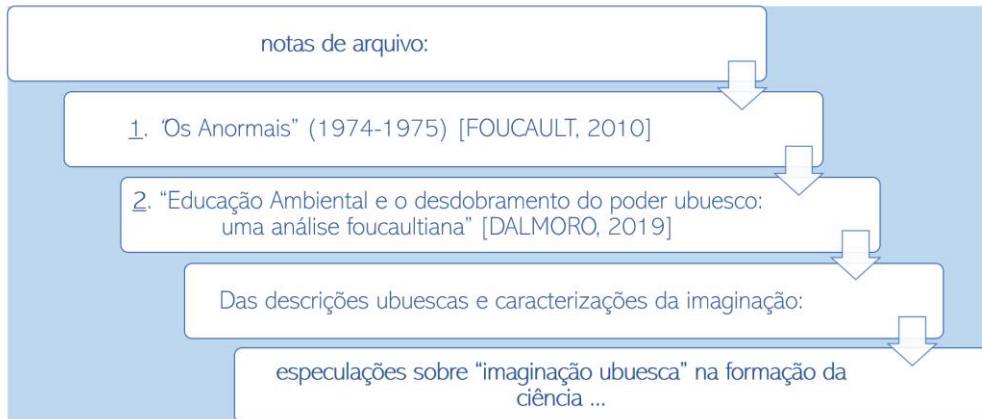 notas de arquivo:
1. “Os Anormais” (1974-1975) [FOUCAULT, 2010]
2. “Educação Ambiental e o desdobramento do poder ubuesco:
uma análise foucaultiana” [DALMORO, 2019]
Das descrições ubuescas e caracterizações da imaginação:
especulações sobre “imaginação ubuesca” na formação da
ciência ...